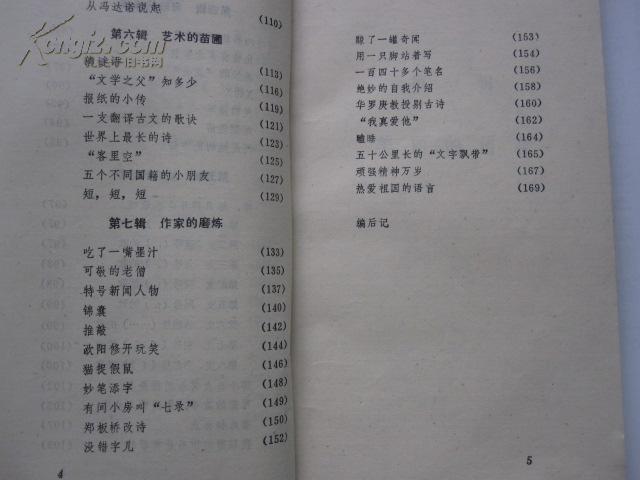 从冯达诺说起 (110)
第六辑 艺术的苗圃
猜谜语 (113)
“文学之父”知多少 (116)
报纸的小传 (119)
一支翻译古文的歌诀 (121)
世界上最长的诗 (123)
“客里空” (125)
五个不同国籍的小朋友 (127)
短，短，短 (129)
第七辑 作家的磨炼
吃了一嘴墨汁 (133)
可敬的老僧 (135)
特号新闻人物 (137)
锦囊 (140)
推敲 (142)
欧阳修开玩笑 (144)
猫捉假鼠 (146)
妙笔添字 (148)
有间小房叫“七录” (149)
郑板桥改诗 (150)
没错字儿 (152)
4
了一罐奇闻 (153)
用一只脚站着写 (154)
一百四十多个笔名 (156)
绝妙的自我介绍 (158)
华罗庚教授剔古诗 (160)
“我真爱他” (162)
瞌睡 (164)
五十公里长的“文字飘带” (165)
顽强精神万岁 (167)
热爱祖国的语言 (169)
编后记
5